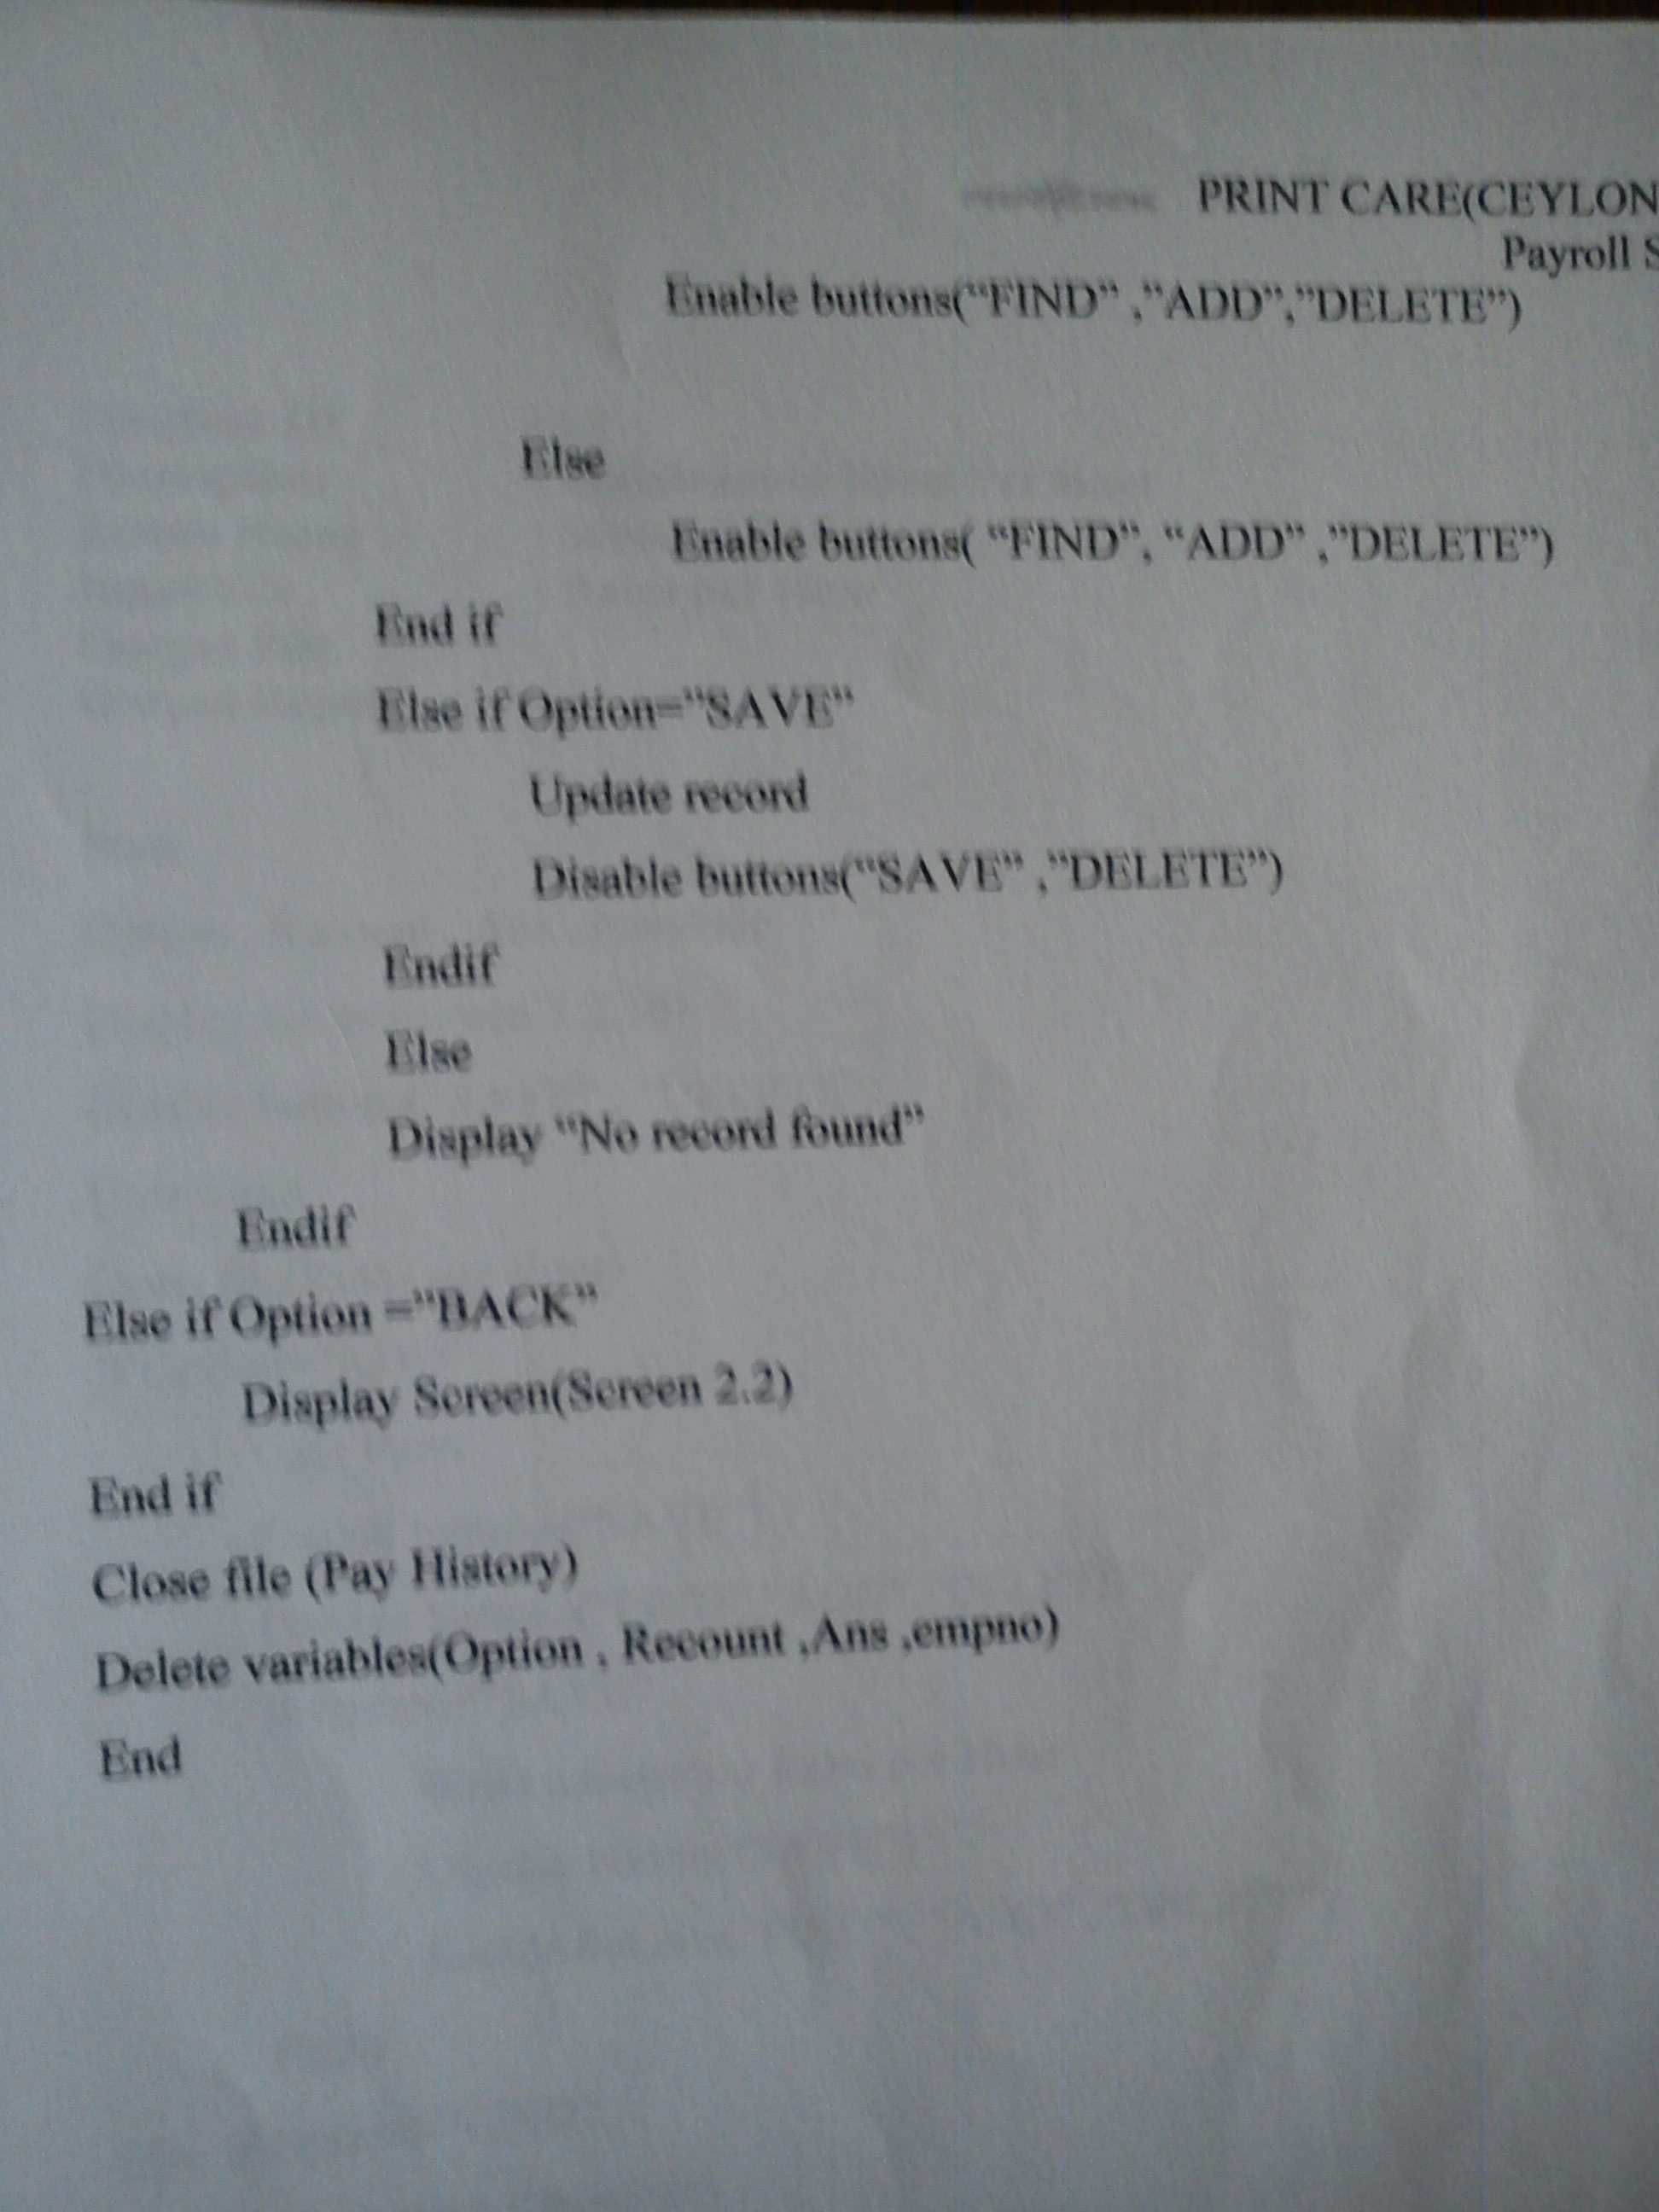 PRINT CARE(CEYLON
Payroll S
Enable buttons(“FIND” ,”ADD”,”DELETE”)
Else
Enable buttons( “FIND”, “ADD” ,”DELETE”)
End if
Else if Option=”SAVE”
Update record
Disable buttons(“SAVE” ,”DELETE”)
Endif
Else
Display “No record found”
Endif
Else if Option =”BACK”
Display Screen(Screen 2.2)
End if
Close file (Pay History)
Delete variables(Option , Recount ,Ans ,empno)
End